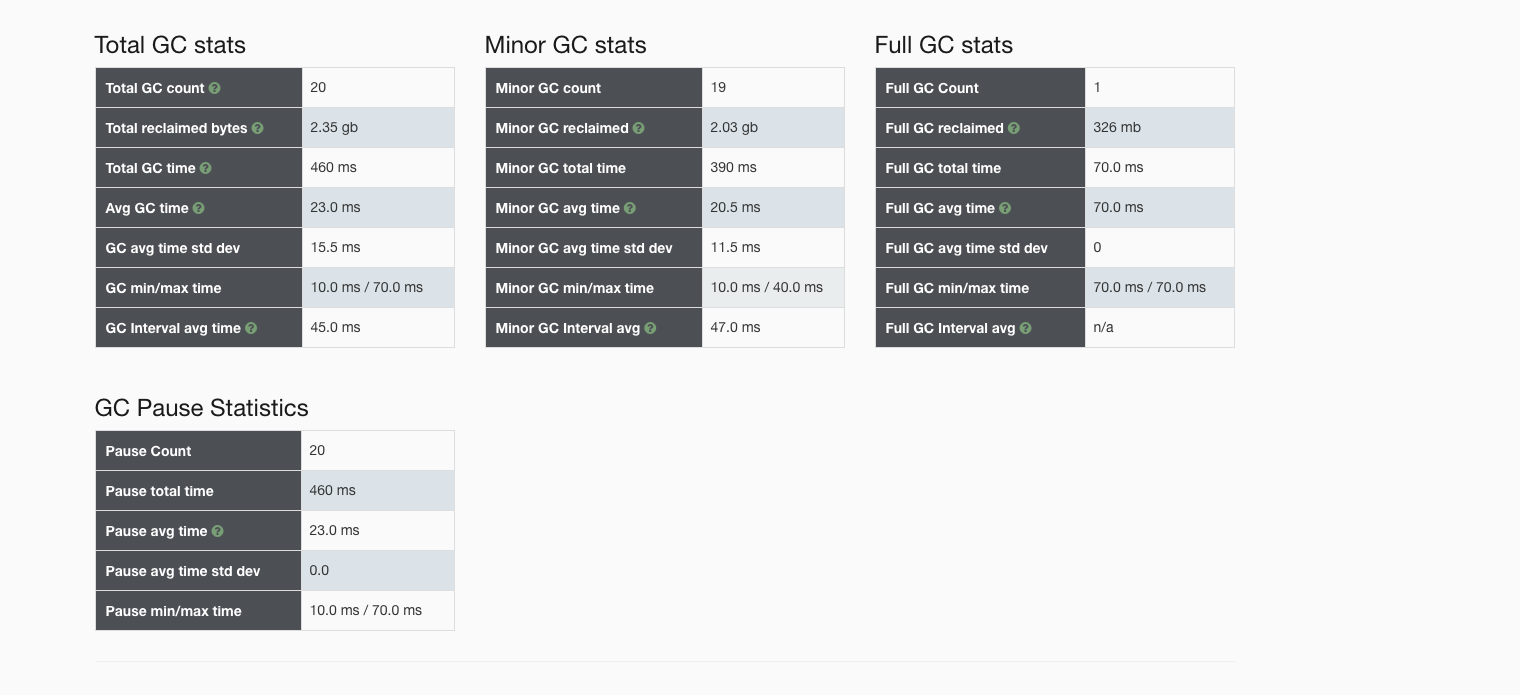 Total GC stats
Total GC count 20
Total reclaimed bytes 2.35 gb
Total GC time 460 ms
Avg GC time 23.0 ms
GC avg time std dev 15.5 ms
GC min/max time 10.0 ms / 70.0 ms
GC Interval avg time 45.0 ms
Minor GC stats
Minor GC count 19
Minor GC reclaimed 2.03 gb
Minor GC total time 390 ms
Minor GC avg time 20.5 ms
Minor GC avg time std dev 11.5 ms
Minor GC min/max time 10.0 ms / 40.0 ms
Minor GC Interval avg 47.0 ms
Full GC stats
Full GC Count 1
Full GC reclaimed 326 mb
Full GC total time 70.0 ms
Full GC avg time 70.0 ms
Full GC avg time std dev 0
Full GC min/max time 70.0 ms / 70.0 ms
Full GC Interval avg n/a
GC Pause Statistics
Pause Count 20
Pause total time 460 ms
Pause avg time 23.0 ms
Pause avg time std dev 0.0
Pause min/max time 10.0 ms / 70.0 ms